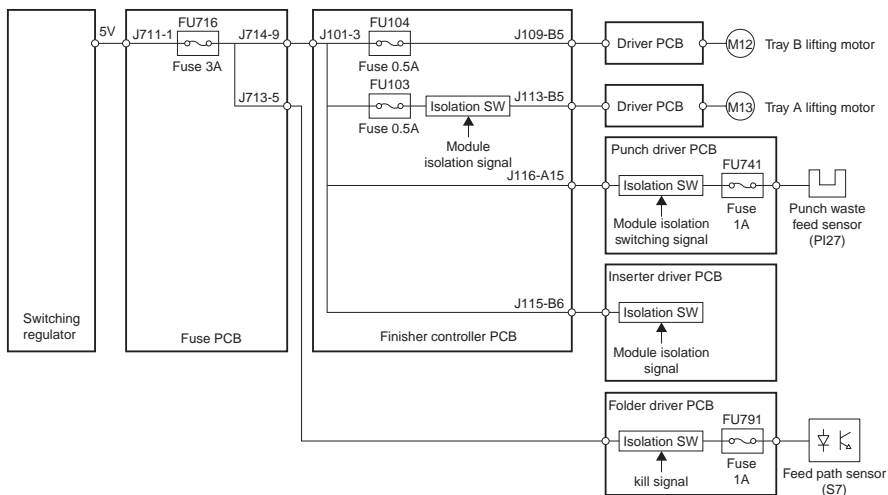 5V
J711-1
FU716
Fuse 3A
J714-9
J713-5
J101-3
FU104
Fuse 0.5A
J109-B5
FU103
Fuse 0.5A
Isolation SW
J113-B5
Module
isolation signal
J116-A15
J115-B6
Switching
regulator
Fuse PCB
Finisher controller PCB
Driver PCB
M12
Tray B lifting motor
Driver PCB
M13
Tray A lifting motor
Punch driver PCB
FU741
Isolation SW
Fuse
1A
Module isolation
switching signal
Punch waste
feed sensor
(PI27)
Inserter driver PCB
Isolation SW
Module isolation
signal
Folder driver PCB
FU791
Isolation SW
Fuse
1A
kill signal
Feed path sensor
(S7)